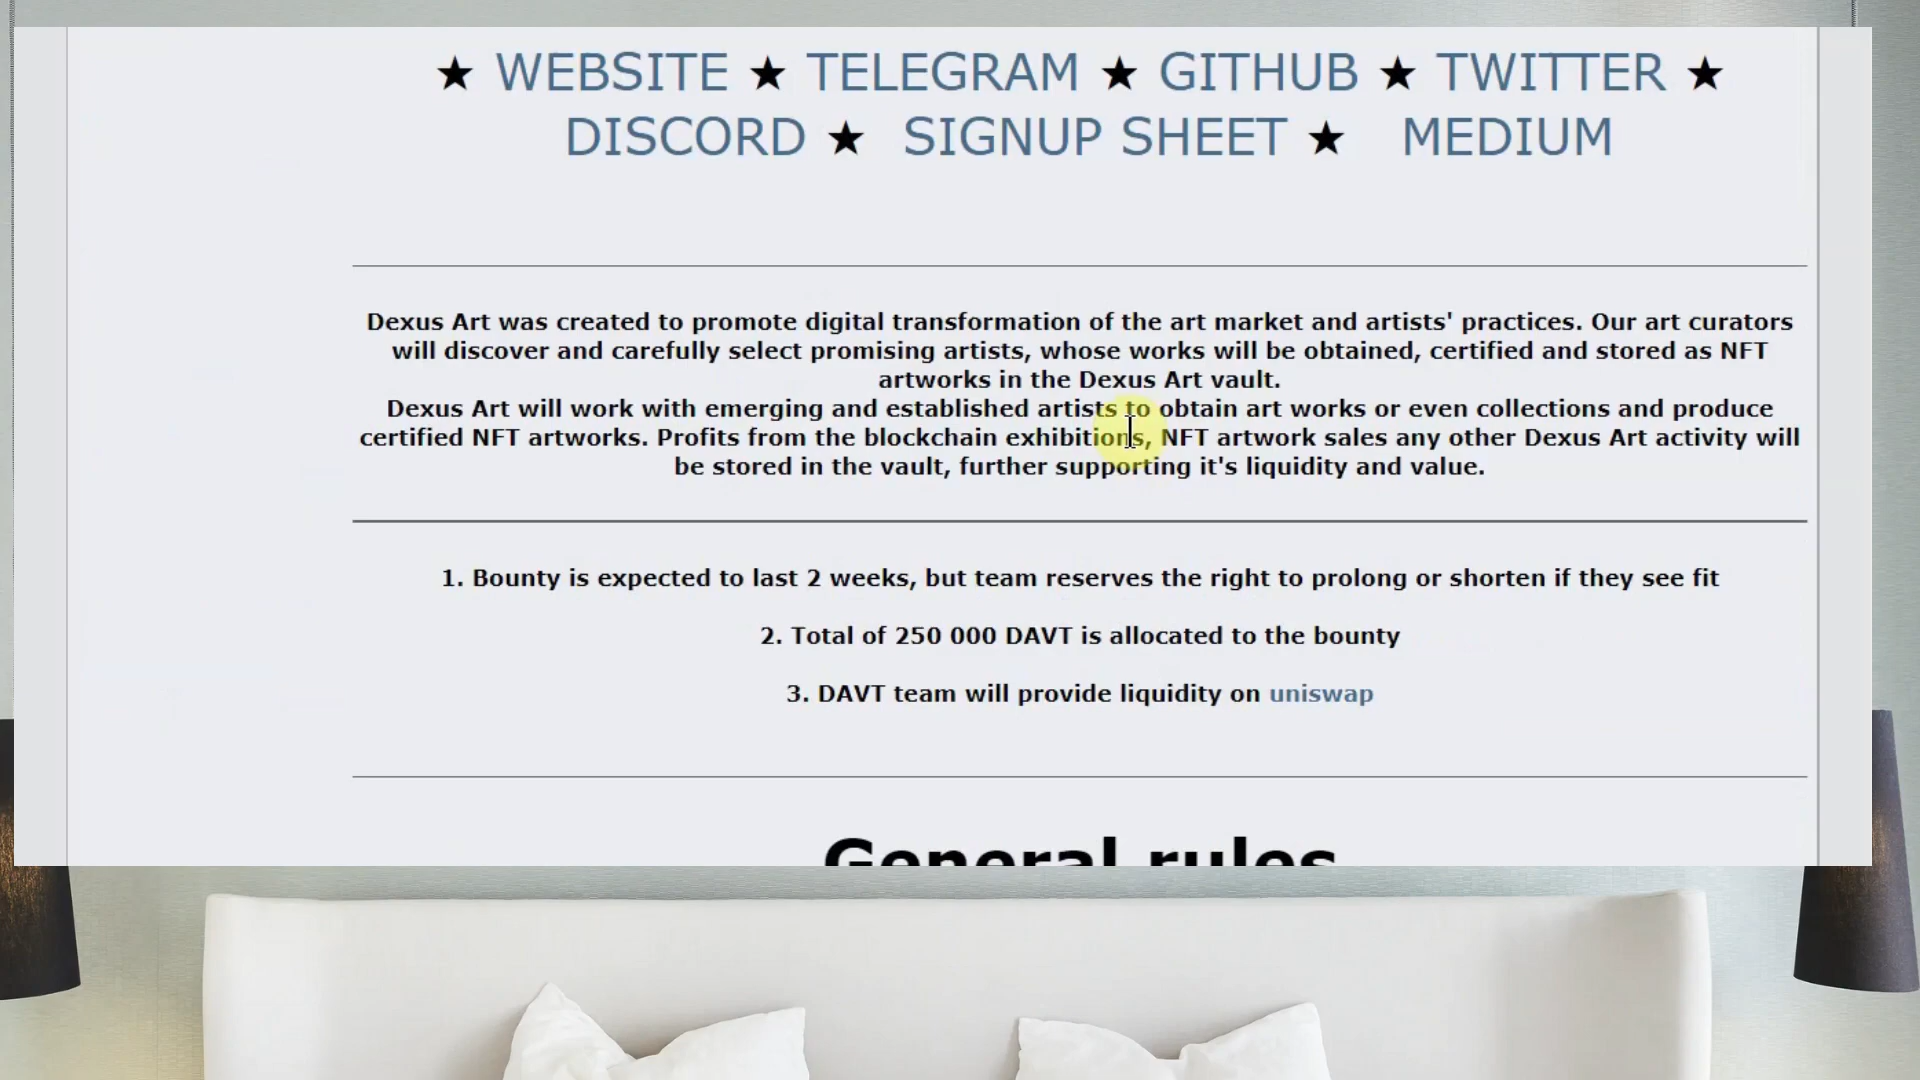 ★ WEBSITE ★ TELEGRAM ★ GITHUB ★ TWITTER ★
DISCORD ★ SIGNUP SHEET ★ MEDIUM
Dexus Art was created to promote digital transformation of the art market and artists' practices. Our art curators
will discover and carefully select promising artists, whose works will be obtained, certified and stored as NFT
artworks in the Dexus Art vault.
Dexus Art will work with emerging and established artists to obtain art works or even collections and produce
certified NFT artworks. Profits from the blockchain exhibitions, NFT artwork sales any other Dexus Art activity will
be stored in the vault, further supporting it's liquidity and value.
1. Bounty is expected to last 2 weeks, but team reserves the right to prolong or shorten if they see fit
2. Total of 250 000 DAVT is allocated to the bounty
3. DAVT team will provide liquidity on uniswap
General rules